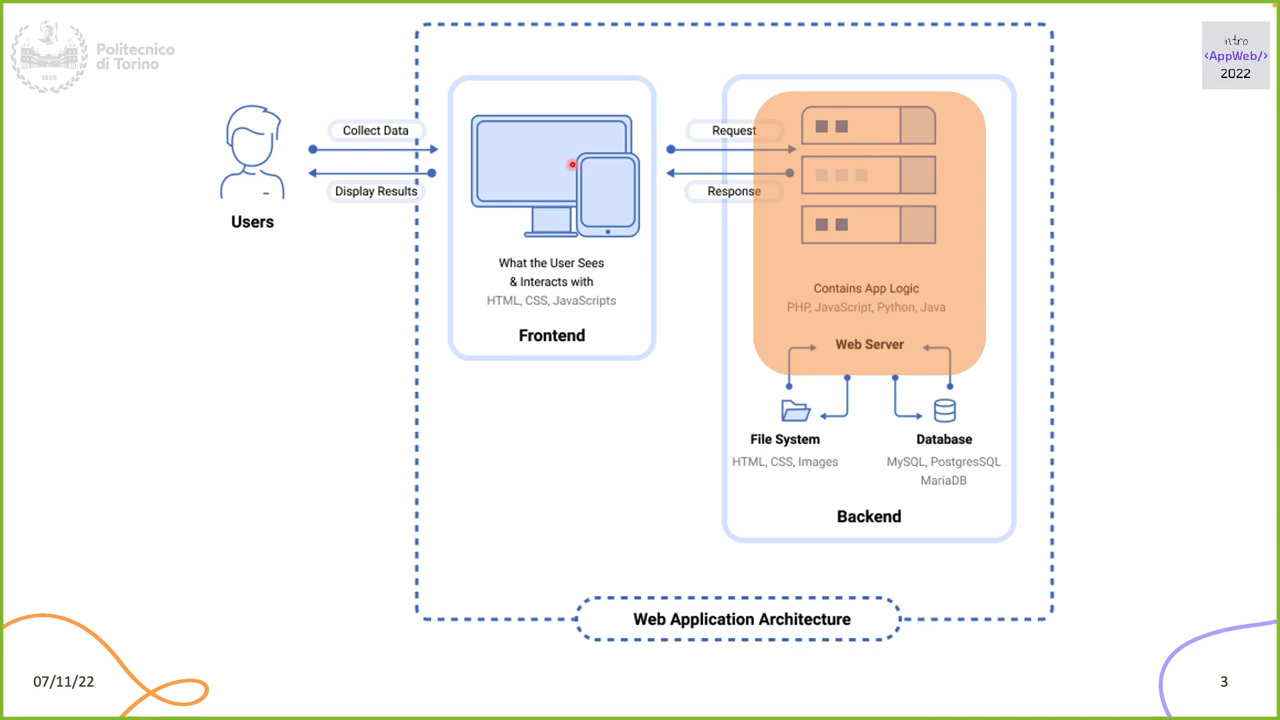 Politecnico
di Torino
1859
intro
<AppWeb/>
2022
Collect Data
Display Results
Users
What the User Sees
& Interacts with
HTML, CSS, JavaScripts
Frontend
Request
Response
Contains App Logic
PHP, JavaScript, Python, Java
Web Server
File System
HTML, CSS, Images
Database
MySQL, PostgresSQL
MariaDB
Backend
Web Application Architecture
07/11/22
3